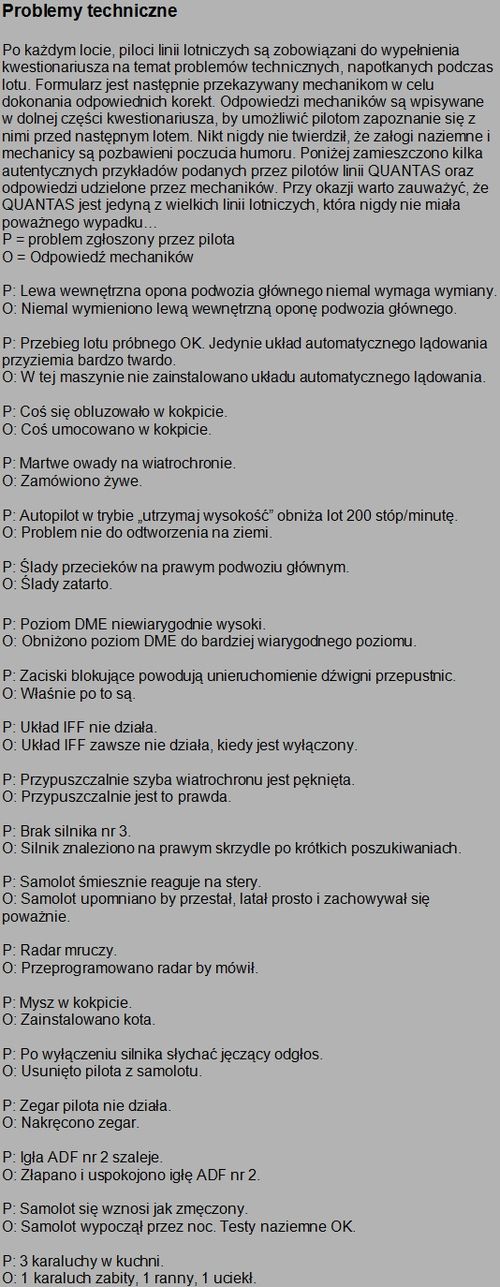 Problemy techniczne
Po każdym locie, piloci linii lotniczych są zobowiązani do wypełnienia
kwestionariusza na temat problemów technicznych, napotkanych podczas
lotu. Formularz jest następnie przekazywany mechanikom w celu
dokonania odpowiednich korekt. Odpowiedzi mechaników są wpisywane
w dolnej części kwestionariusza, by umożliwić pilotom zapoznanie się z
nimi przed następnym lotem. Nikt nigdy nie twierdził, że załogi naziemne i
mechanicy są pozbawieni poczucia humoru. Poniżej zamieszczono kilka
autentycznych przykładów podanych przez pilotów linii QUANTAS oraz
odpowiedzi udzielone przez mechaników. Przy okazji warto zauważyć, że
QUANTAS jest jedyną z wielkich linii lotniczych, która nigdy nie miała
poważnego wypadku…
P = problem zgłoszony przez pilota
O = Odpowiedź mechaników
P: Lewa wewnętrzna opona podwozia głównego niemal wymaga wymiany.
O: Niemal wymieniono lewą wewnętrzną oponę podwozia głównego.
P: Przebieg lotu próbnego OK. Jedynie układ automatycznego lądowania
przyziemia bardzo twardo.
O: W tej maszynie nie zainstalowano układu automatycznego lądowania.
P: Coś się obluzowało w kokpicie.
O: Coś umocowano w kokpicie.
P: Martwe owady na wiatrochronie.
O: Zamówiono żywe.
P: Autopilot w trybie „utrzymaj wysokość” obniża lot 200 stóp/minutę.
O: Problem nie do odtworzenia na ziemi.
P: Ślady przecieków na prawym podwoziu głównym.
O: Ślady zatarto.
P: Poziom DME niewiarygodnie wysoki.
O: Obniżono poziom DME do bardziej wiarygodnego poziomu.
P: Zaciski blokujące powodują unieruchomienie dźwigni przepustnic.
O: Właśnie po to są.
P: Układ IFF nie działa.
O: Układ IFF zawsze nie działa, kiedy jest wyłączony.
P: Przypuszczalnie szyba wiatrochronu jest pęknięta.
O: Przypuszczalnie jest to prawda.
P: Brak silnika nr 3.
O: Silnik znaleziono na prawym skrzydle po krótkich poszukiwaniach.
P: Samolot śmiesznie reaguje na stery.
O: Samolot upomniano by przestał, latał prosto i zachowywał się
poważnie.
P: Radar mruczy.
O: Przeprogramowano radar by mówił.
P: Mysz w kokpicie.
O: Zainstalowano kota.
P: Po wyłączeniu silnika słychać jęczący odgłos.
O: Usunięto pilota z samolotu.
P: Zegar pilota nie działa.
O: Nakręcono zegar.
P: Igła ADF nr 2 szaleje.
O: Złapano i uspokojono igłę ADF nr 2.
P: Samolot się wznosi jak zmęczony.
O: Samolot wypoczął przez noc. Testy naziemne OK.
P: 3 karaluchy w kuchni.
O: 1 karaluch zabity, 1 ranny, 1 uciekł.